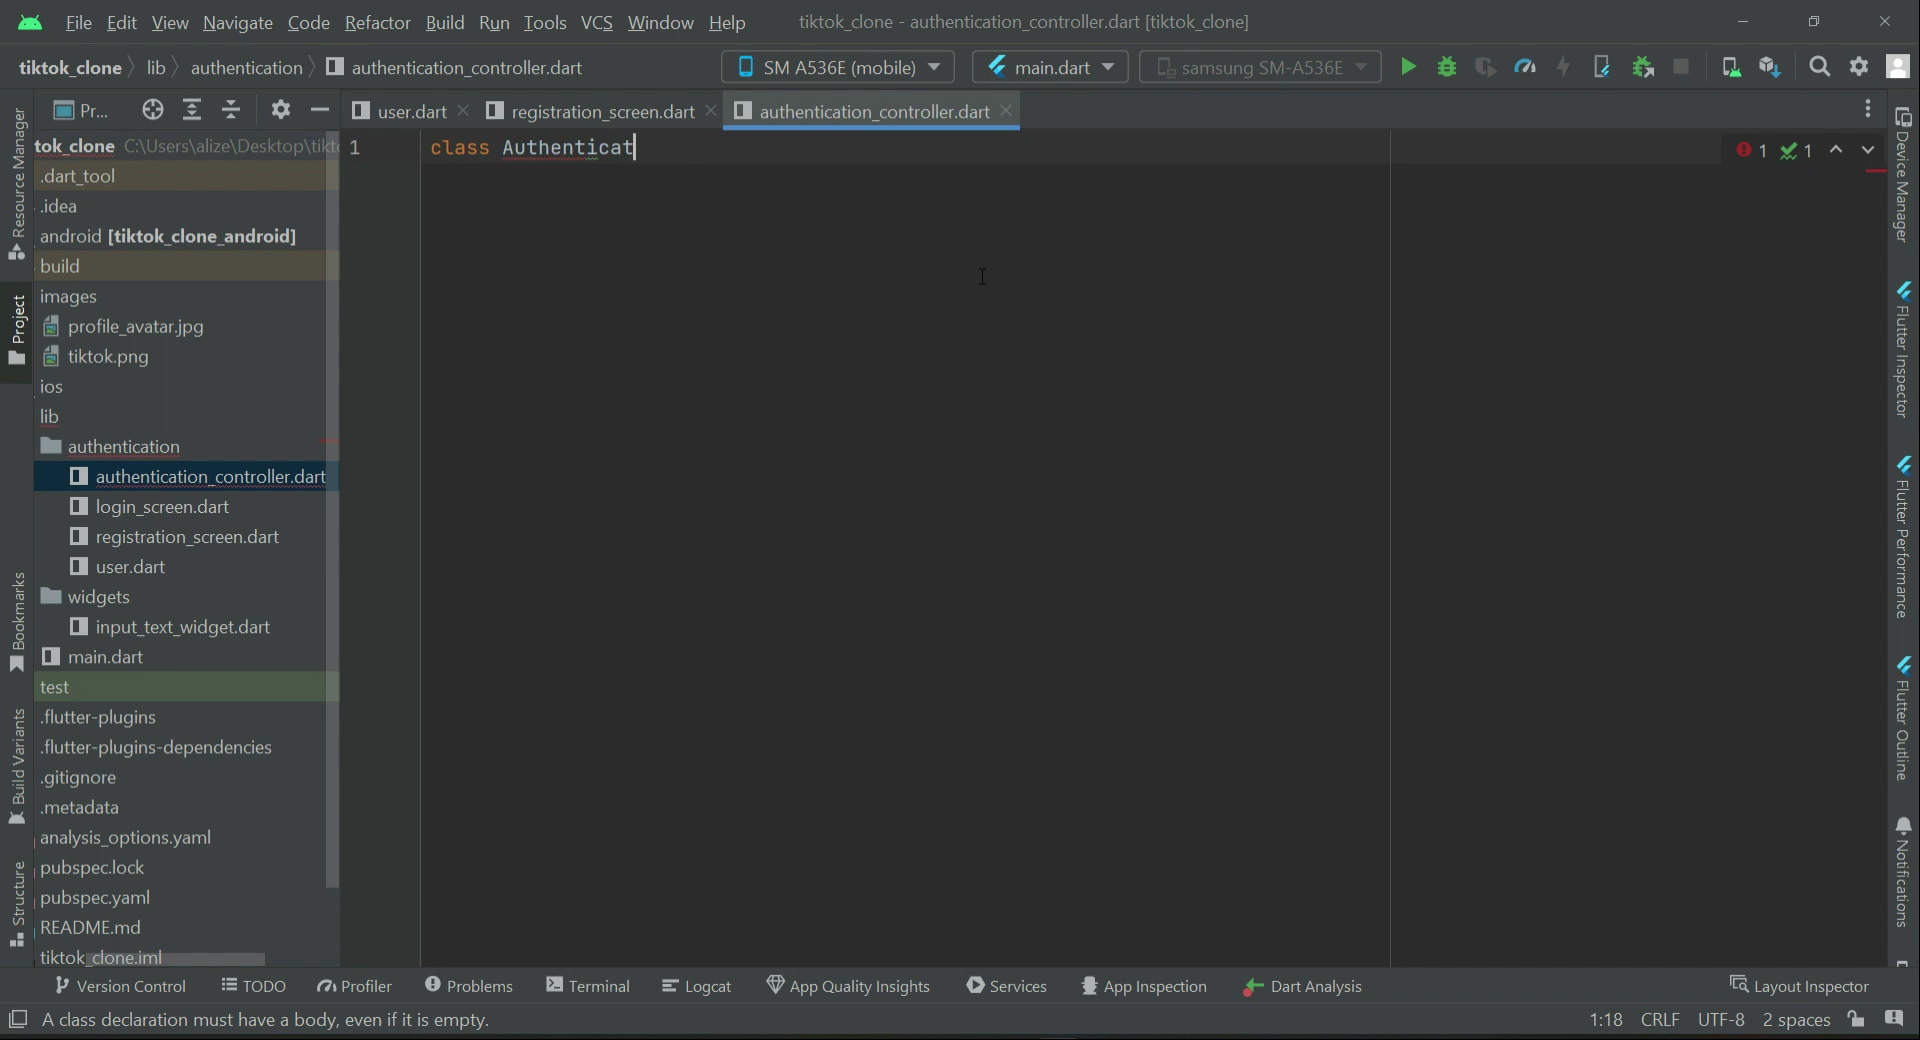 File Edit View Navigate Code Refactor Build Run Tools VCS Window Help tiktok_clone - authentication_controller.dart [tiktok_clone]
tiktok_clone lib authentication authentication_controller.dart SM A536E (mobile) main.dart samsung SM-A536E
Pr... user.dart registration_screen.dart authentication_controller.dart
tok_clone C:\Users\alize\Desktop\tikt
1 class Authenticat
1 1
.dart_tool
.idea
android [tiktok_clone_android]
build
images
profile_avatar.jpg
tiktok.png
ios
lib
authentication
authentication_controller.dart
login_screen.dart
registration_screen.dart
user.dart
widgets
input_text_widget.dart
main.dart
test
.flutter-plugins
.flutter-plugins-dependencies
.gitignore
.metadata
analysis_options.yaml
pubspec.lock
pubspec.yaml
README.md
tiktok_clone.iml
Resource Manager
Project
Bookmarks
Build Variants
Structure
Device Manager
Flutter Inspector
Flutter Performance
Flutter Outline
Notifications
Version Control TODO Profiler Problems Terminal Logcat App Quality Insights Services App Inspection Dart Analysis Layout Inspector
A class declaration must have a body, even if it is empty. 1:18 CRLF UTF-8 2 spaces